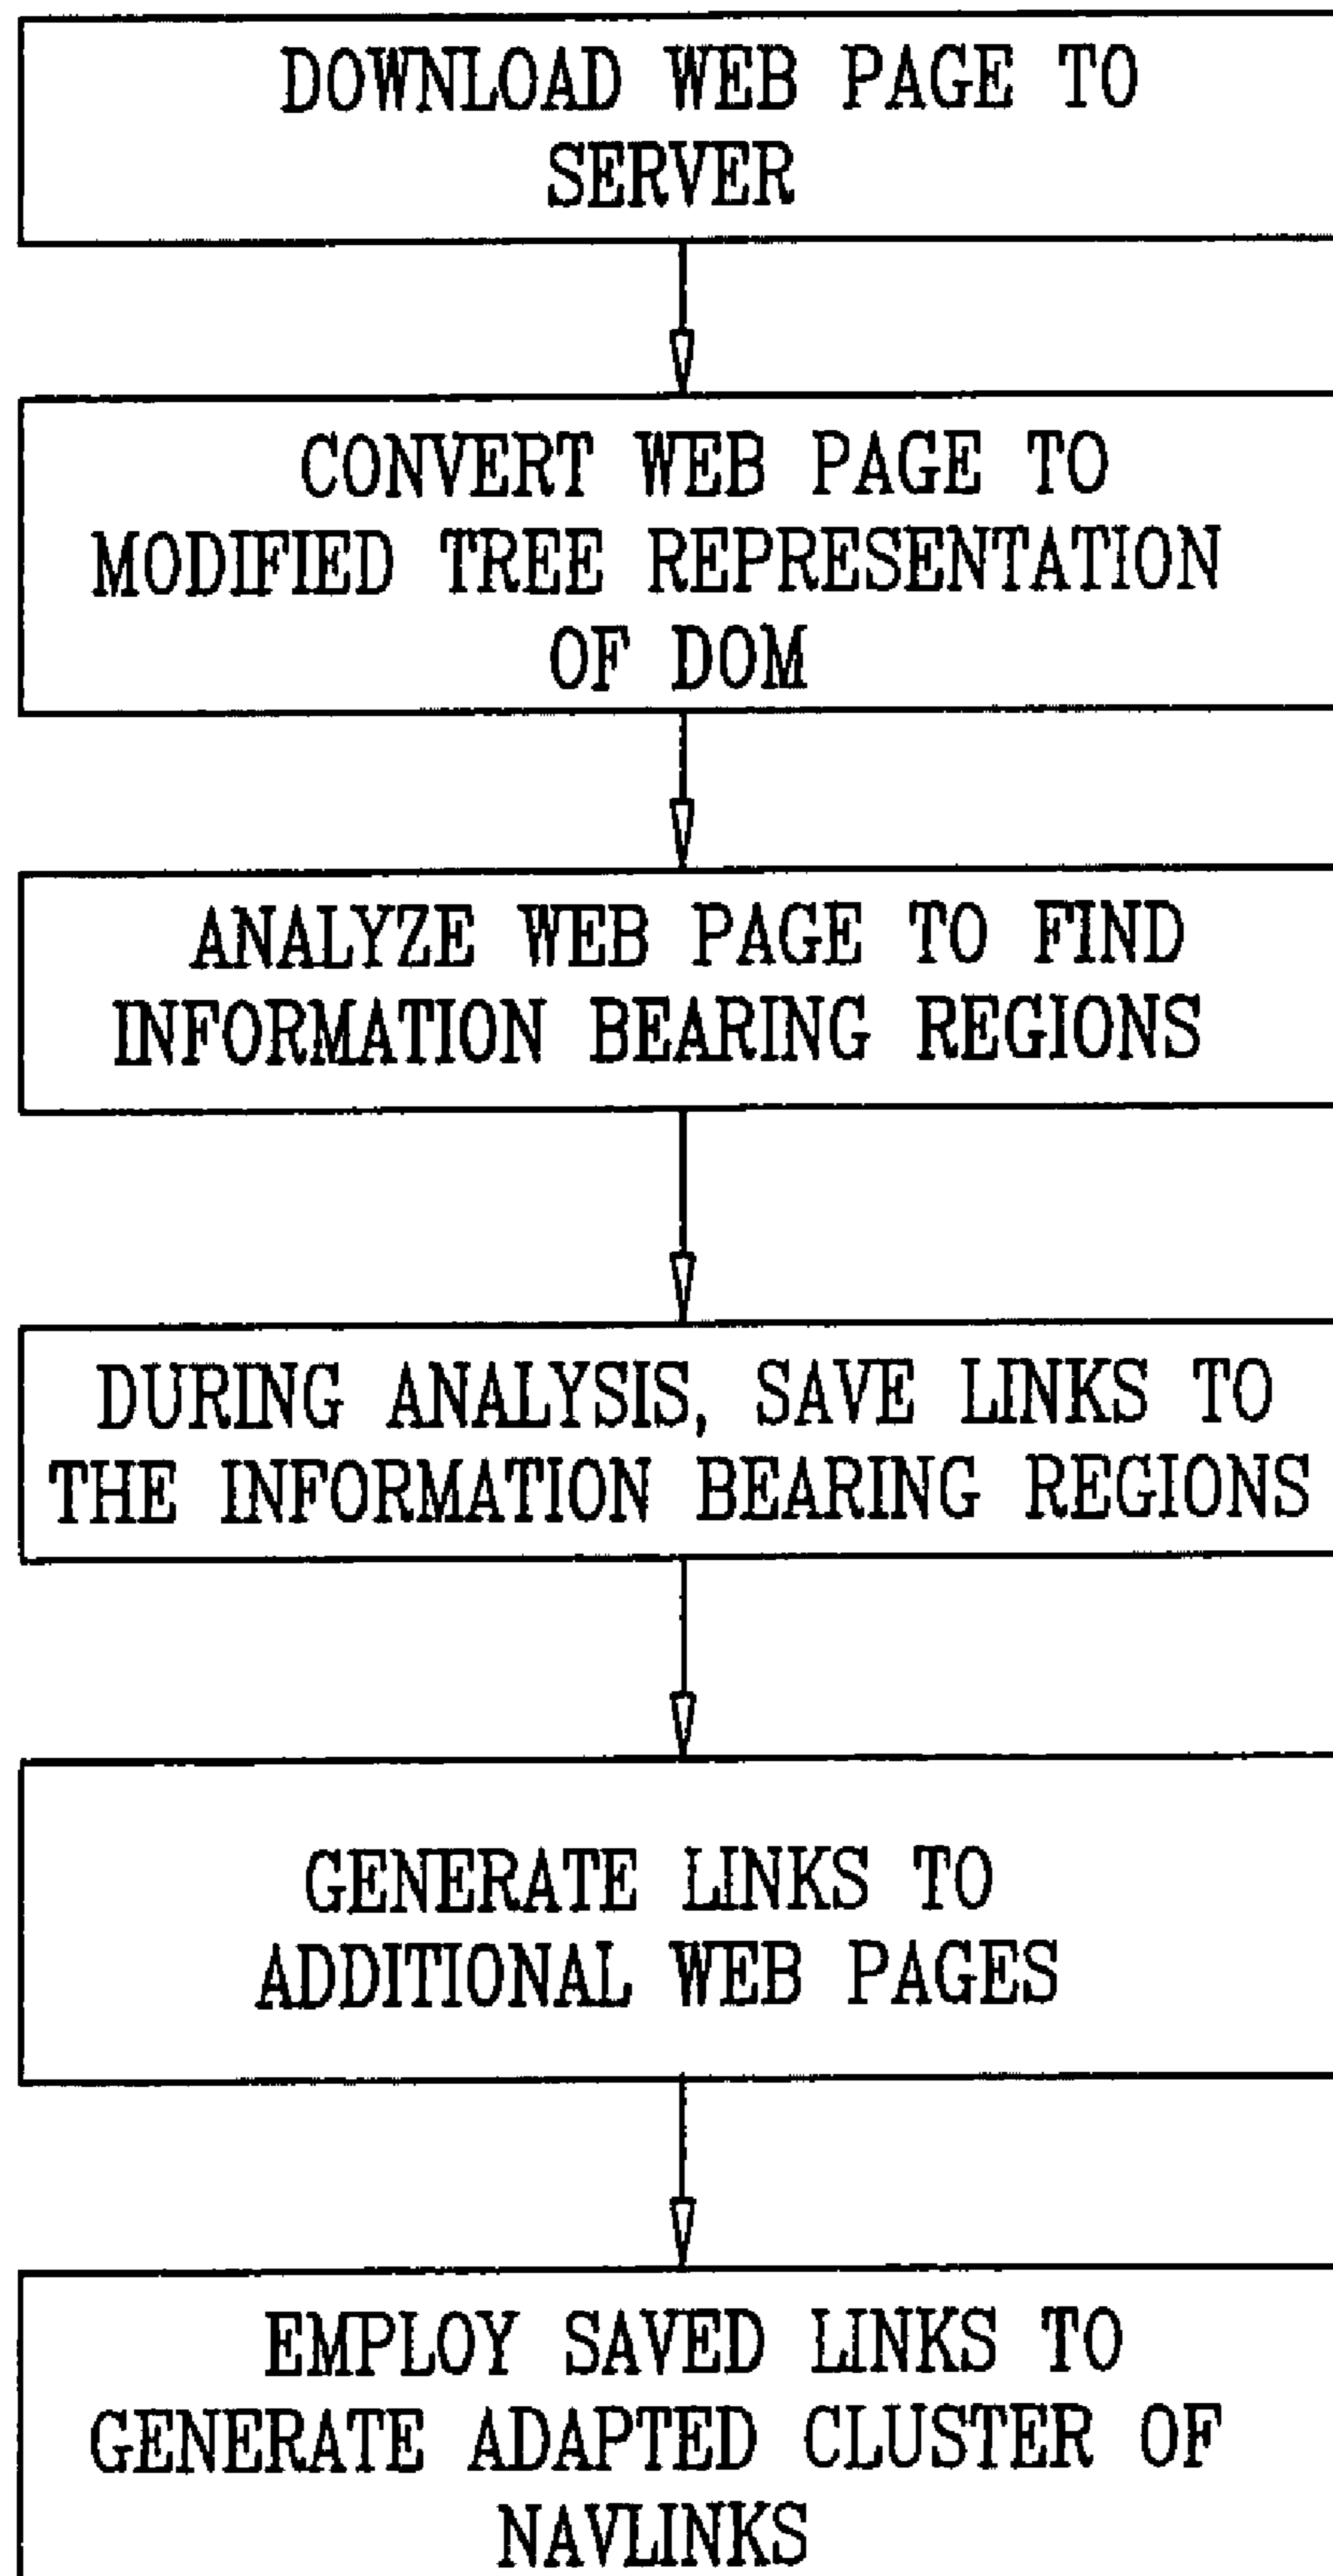 DOWNLOAD WEB PAGE TO
SERVER
CONVERT WEB PAGE TO
MODIFIED TREE REPRESENTATION
OF DOM
ANALYZE WEB PAGE TO FIND
INFORMATION BEARING REGIONS
DURING ANALYSIS, SAVE LINKS TO
THE INFORMATION BEARING REGIONS
GENERATE LINKS TO
ADDITIONAL WEB PAGES
EMPLOY SAVED LINKS TO
GENERATE ADAPTED CLUSTER OF
NAVLINKS